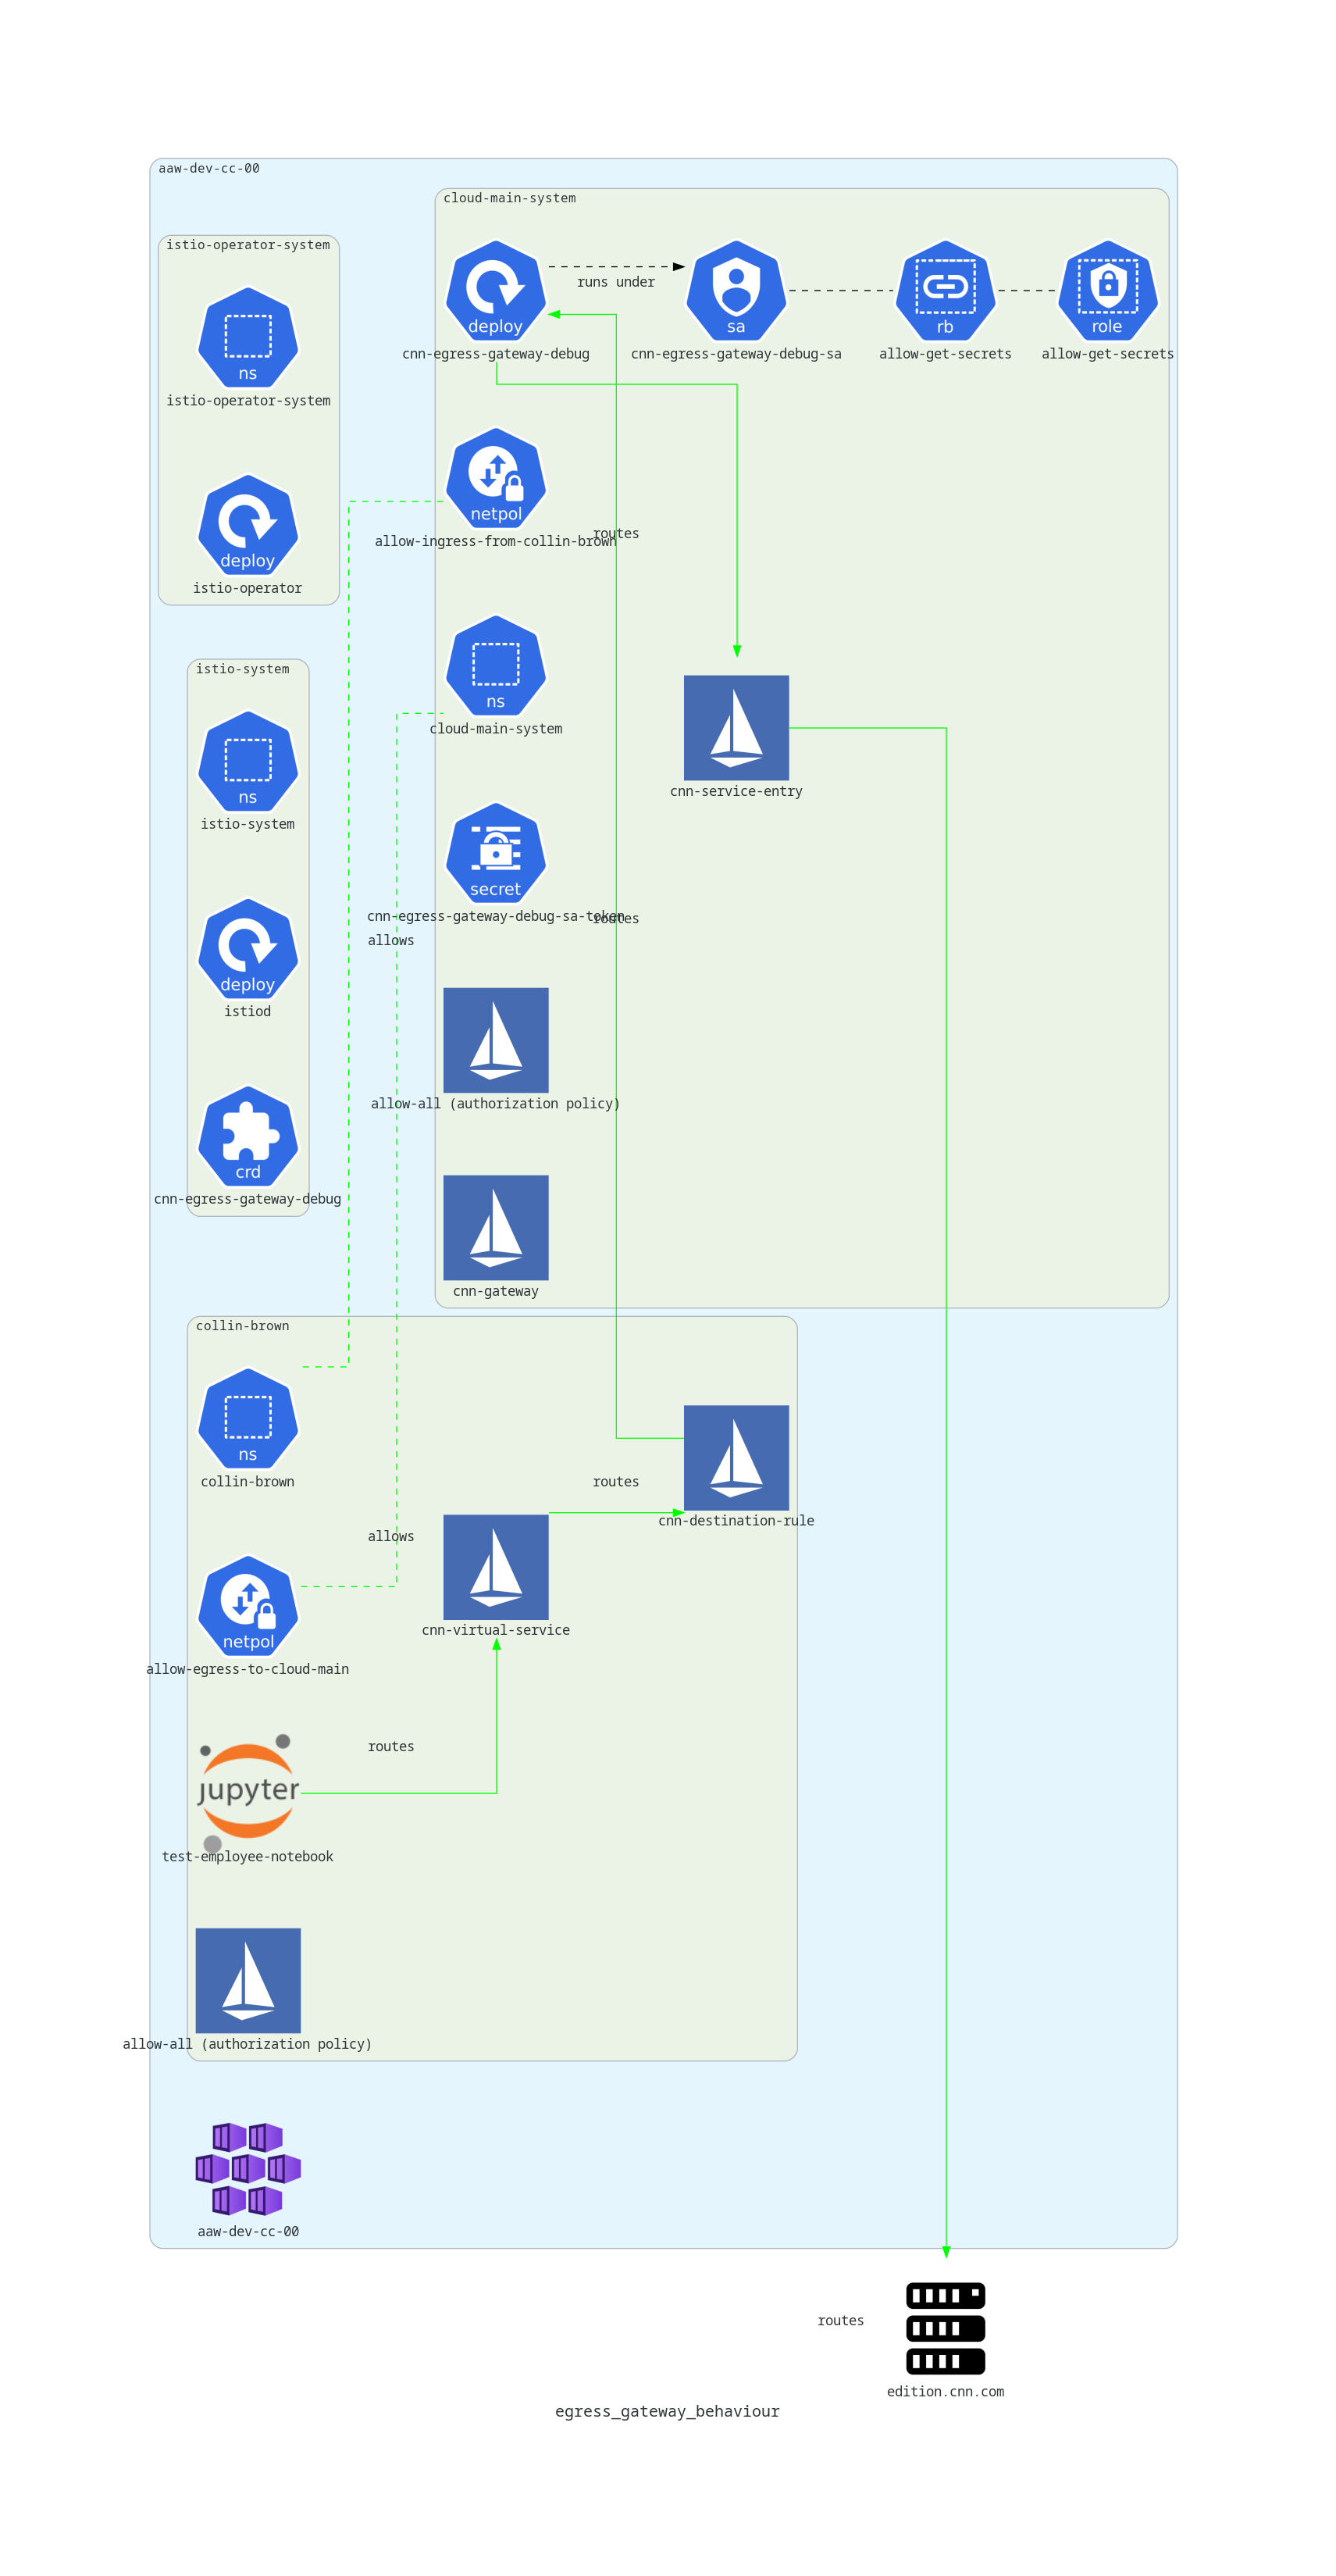 aaw-dev-cc-00
cloud-main-system
istio-operator-system
deploy
runs under
sa
rb
role
cnn-egress-gateway-debug
cnn-egress-gateway-debug-sa
allow-get-secrets
allow-get-secrets
ns
istio-operator-system
netpol
allow-ingress-from-collin-brown
routes
deploy
istio-operator
istio-system
ns
cloud-main-system
ns
istio-system
cnn-service-entry
secret
cnn-egress-gateway-debug-sa-token
routes
allows
deploy
istiod
allow-all (authorization policy)
crd
cnn-egress-gateway-debug
cnn-gateway
collin-brown
ns
collin-brown
routes
cnn-destination-rule
allows
cnn-virtual-service
netpol
allow-egress-to-cloud-main
routes
jupyter
test-employee-notebook
allow-all (authorization policy)
aaw-dev-cc-00
routes
edition.cnn.com
egress_gateway_behaviour